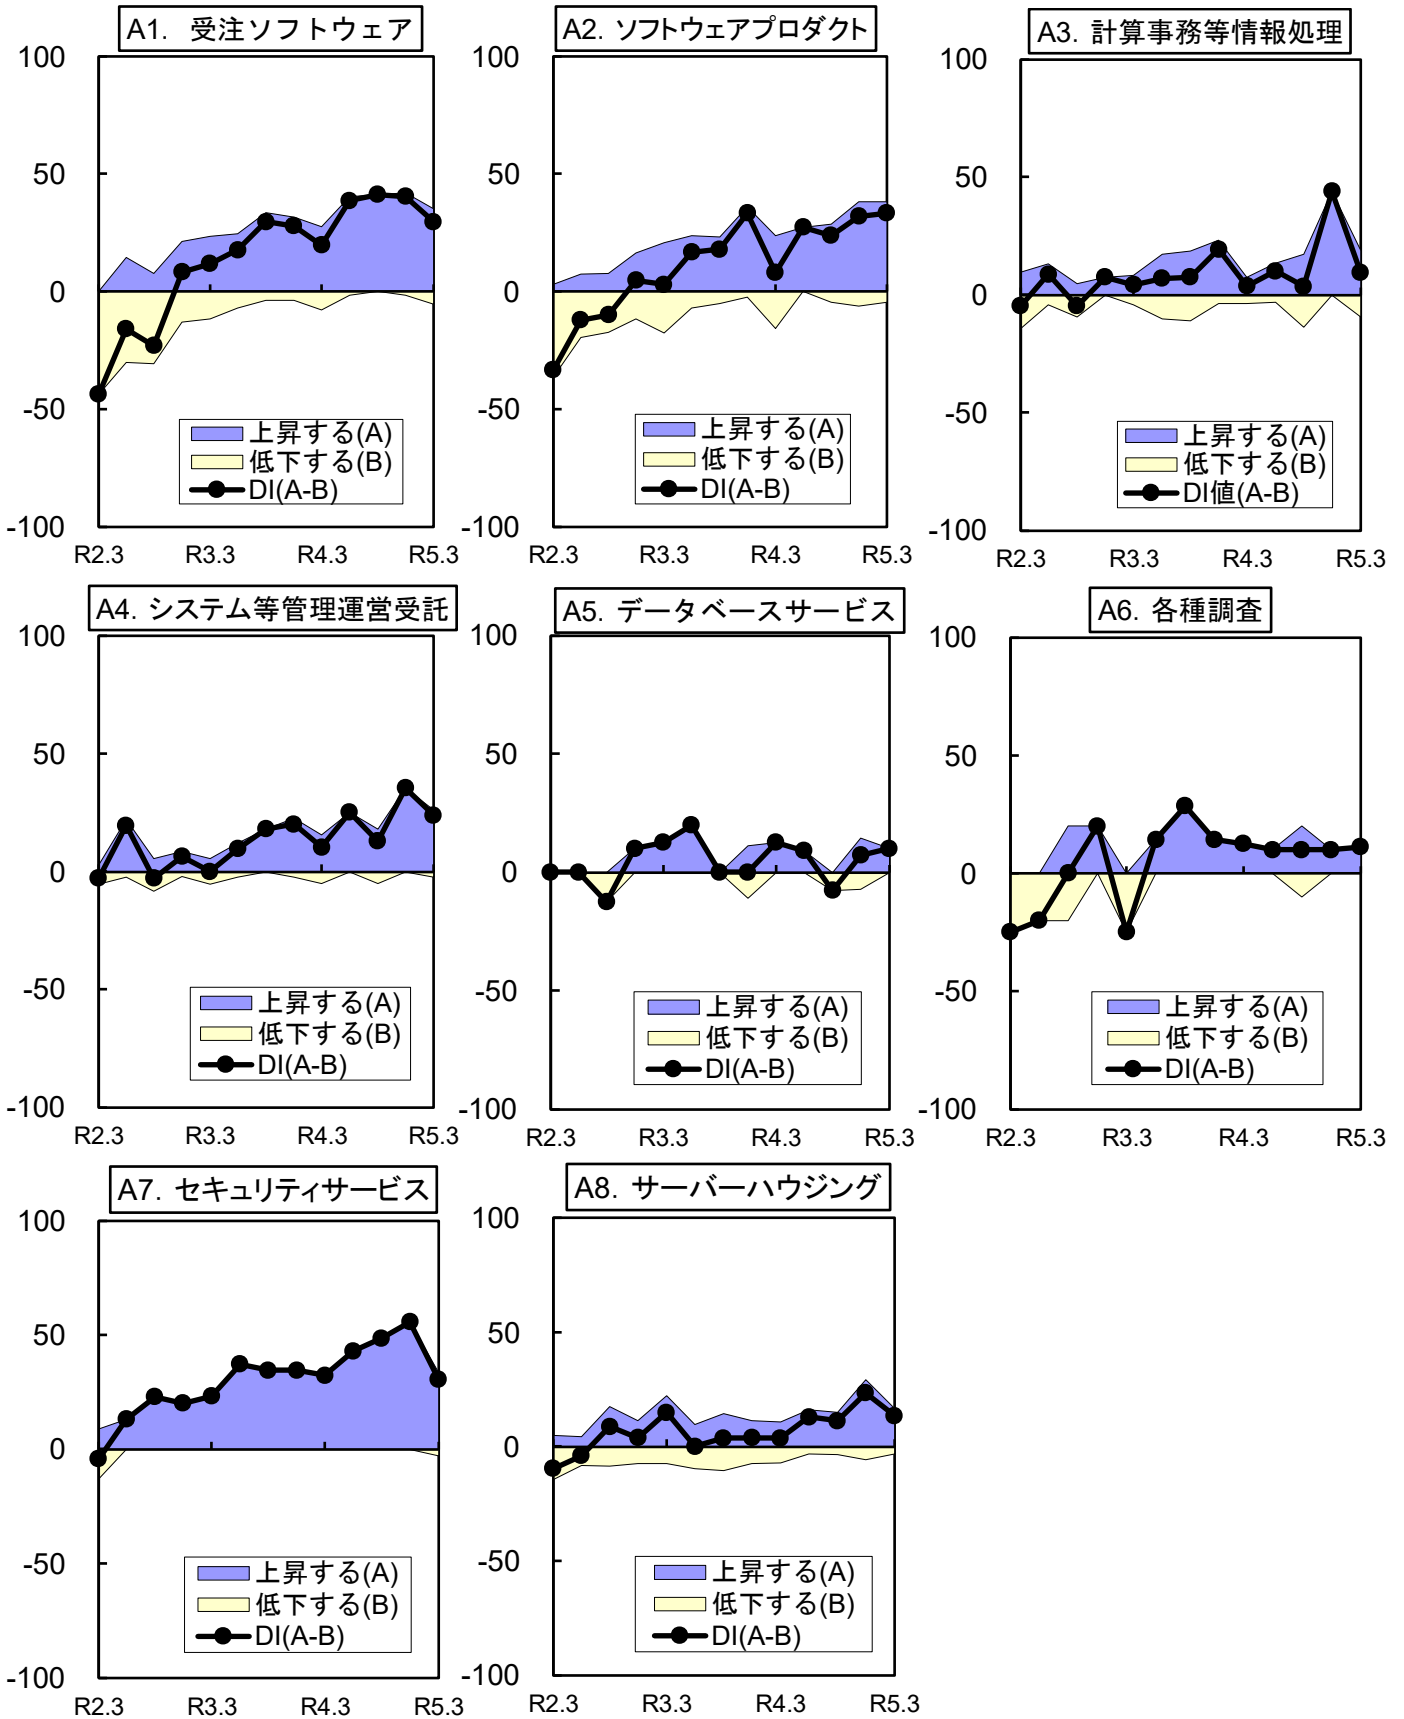 A1. 受注ソフトウェア
100
50
0
-50
-100
上昇する(A)
低下する(B)
DI(A-B)
R2.3 R3.3 R4.3 R5.3
A2. ソフトウェアプロダクト
100
50
0
-50
-100
上昇する(A)
低下する(B)
DI(A-B)
R2.3 R3.3 R4.3 R5.3
A3. 計算事務等情報処理
100
50
0
-50
-100
上昇する(A)
低下する(B)
DI値(A-B)
R2.3 R3.3 R4.3 R5.3
A4. システム等管理運営受託
100
50
0
-50
-100
上昇する(A)
低下する(B)
DI(A-B)
R2.3 R3.3 R4.3 R5.3
A5. データベースサービス
100
50
0
-50
-100
上昇する(A)
低下する(B)
DI(A-B)
R2.3 R3.3 R4.3 R5.3
A6. 各種調査
100
50
0
-50
-100
上昇する(A)
低下する(B)
DI(A-B)
R2.3 R3.3 R4.3 R5.3
A7. セキュリティサービス
100
50
0
-50
-100
上昇する(A)
低下する(B)
DI(A-B)
R2.3 R3.3 R4.3 R5.3
A8. サーバーハウジング
100
50
0
-50
-100
上昇する(A)
低下する(B)
DI(A-B)
R2.3 R3.3 R4.3 R5.3